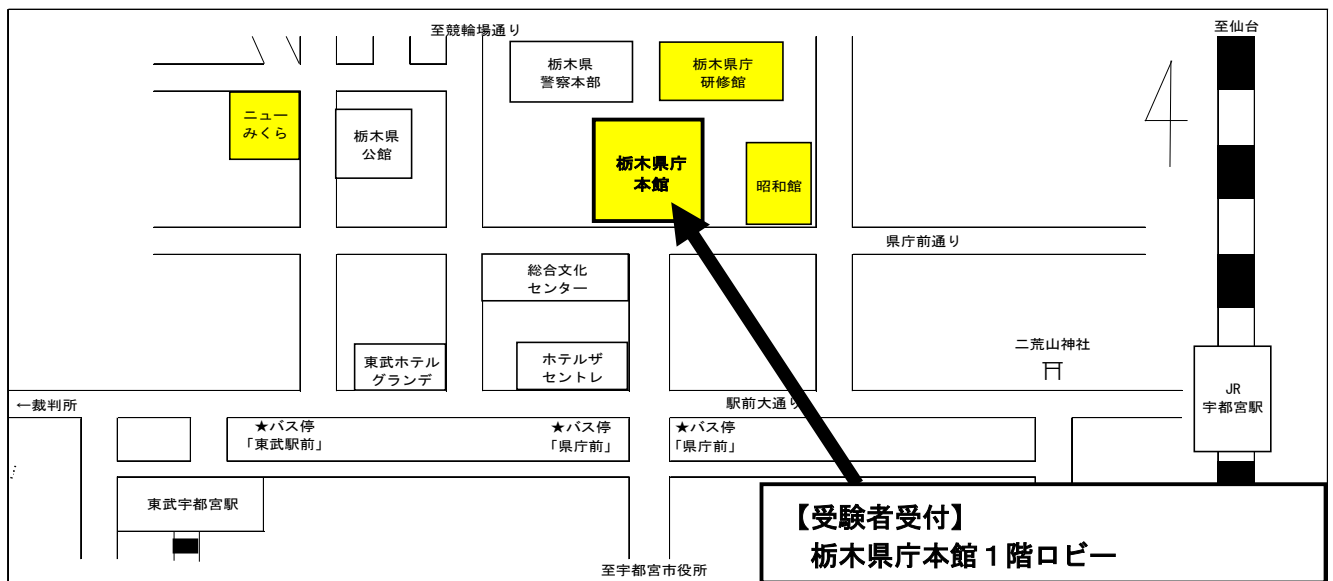 至競輪場通り
至仙台
栃木県
警察本部
栃木県庁
研修館
ニュー
みくら
栃木県
公館
栃木県庁
本館
昭和館
県庁前通り
総合文化
センター
二荒山神社
東武ホテル
グランデ
ホテルザ
セントレ
JR
宇都宮駅
←裁判所
駅前大通り
★バス停
「東武駅前」
★バス停
「県庁前」
★バス停
「県庁前」
東武宇都宮駅
【受験者受付】
栃木県庁本館1階ロビー
至宇都宮市役所